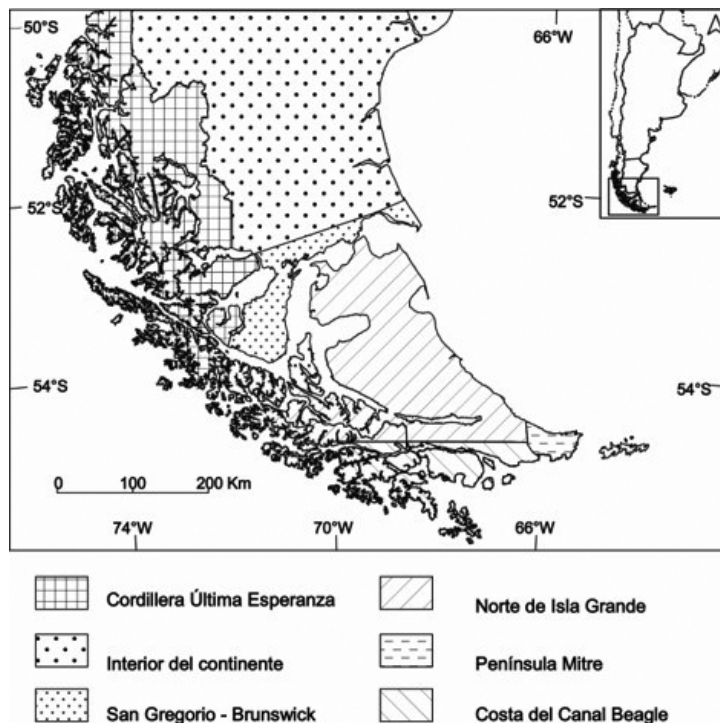 50°S
66°W
A
52°S
52°S
54°S
54°S
0 100 200 Km
74°W 70°W 66°W
Cordillera Última Esperanza
Norte de Isla Grande
Interior del continente
Península Mitre
San Gregorio - Brunswick
Costa del Canal Beagle